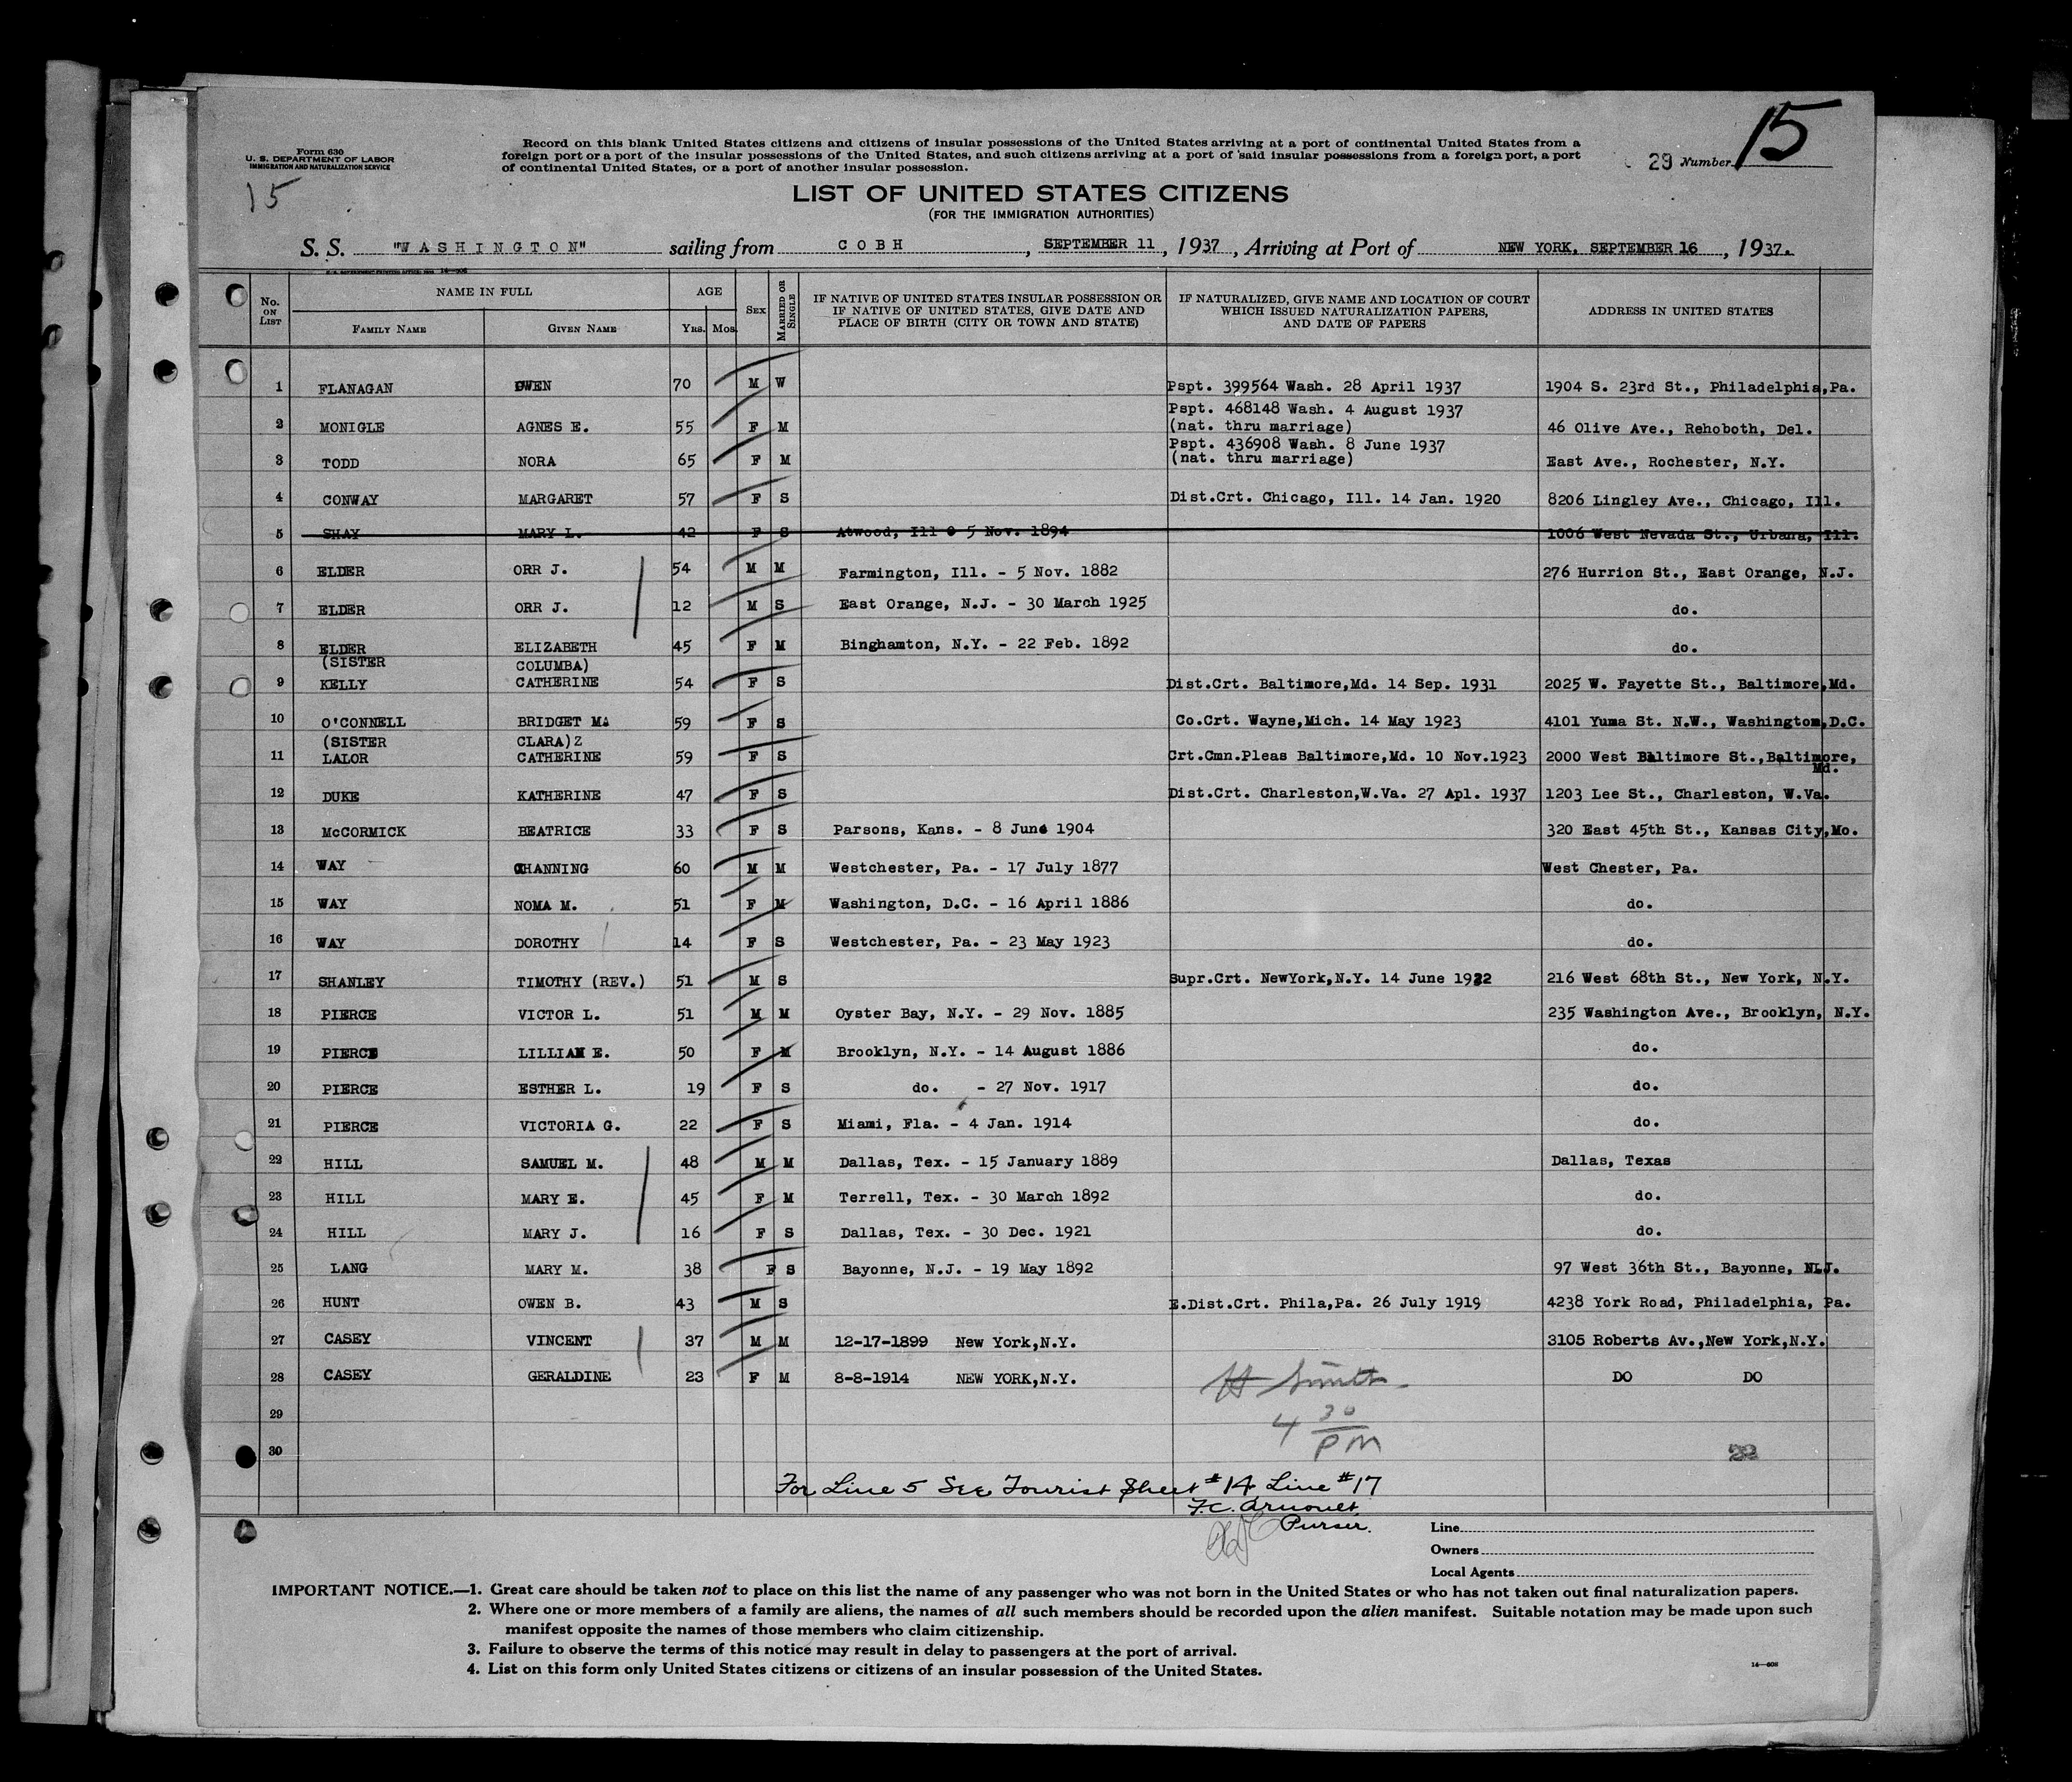 15
Form 630
U. S. DEPARTMENT OF LABOR
IMMIGRATION AND NATURALIZATION SERVICE
15
Record on this blank United States citizens and citizens of insular possessions of the United States arriving at a port of continental United States from a
foreign port or a port of the insular possessions of the United States, and such citizens arriving at a port of said insular possessions from a foreign port, a port
of continental United States, or a port of another insular possession.
29 Number
LIST OF UNITED STATES CITIZENS
(FOR THE IMMIGRATION AUTHORITIES)
S. S. "WASHINGTON" sailing from COBH, SEPTEMBER 11, 1937, Arriving at Port of NEW YORK, SEPTEMBER 16, 1937.
No. ON LIST NAME IN FULL FAMILY NAME GIVEN NAME AGE YRS. MOS. SEX MARRIED OR SINGLE IF NATIVE OF UNITED STATES INSULAR POSSESSION OR IF NATIVE OF UNITED STATES, GIVE DATE AND PLACE OF BIRTH (CITY OR TOWN AND STATE) IF NATURALIZED, GIVE NAME AND LOCATION OF COURT WHICH ISSUED NATURALIZATION PAPERS, AND DATE OF PAPERS ADDRESS IN UNITED STATES
1 FLANAGAN OWEN 70 M W Pspt. 399564 Wash. 28 April 1937 1904 S. 23rd St., Philadelphia,Pa.
Pspt. 468148 Wash. 4 August 1937
2 MONIGLE AGNES E. 55 F M (nat. thru marriage) 46 Olive Ave., Rehoboth, Del.
Pspt. 436908 Wash. 8 June 1937
3 TODD NORA 65 F M (nat. thru marriage) East Ave., Rochester, N.Y.
4 CONWAY MARGARET 57 F S Dist.Crt. Chicago, Ill. 14 Jan. 1920 8206 Lingley Ave., Chicago, Ill.
5 SHAY MARY L. 42 F S Atwood, Ill 5 Nov. 1894 1006 West Nevada St., Urbana, Ill.
6 ELDER ORR J. 54 M M Farmington, Ill. - 5 Nov. 1882 276 Hurrion St., East Orange, N.J.
7 ELDER ORR J. 12 M S East Orange, N.J. - 30 March 1925 do.
8 ELDER ELIZABETH 45 F M Binghamton, N.Y. - 22 Feb. 1892 do.
(SISTER COLUMBA)
9 KELLY CATHERINE 54 F S Dist.Crt. Baltimore,Md. 14 Sep. 1931 2025 W. Fayette St., Baltimore,Md.
10 O'CONNELL BRIDGET M. 59 F S Co.Crt. Wayne,Mich. 14 May 1923 4101 Yuma St. N.W., Washington,D.C.
(SISTER CLARA)Z
11 LALOR CATHERINE 59 F S Crt.Cmn.Pleas Baltimore,Md. 10 Nov.1923 2000 West Baltimore St.,Baltimore,
Md.
12 DUKE KATHERINE 47 F S Dist.Crt. Charleston,W.Va. 27 Apl. 1937 1203 Lee St., Charleston, W.Va.
13 McCORMICK BEATRICE 33 F S Parsons, Kans. - 8 June 1904 320 East 45th St., Kansas City,Mo.
14 WAY CHANNING 60 M M Westchester, Pa. - 17 July 1877 West Chester, Pa.
15 WAY NOMA M. 51 F M Washington, D.C. - 16 April 1886 do.
16 WAY DOROTHY 14 F S Westchester, Pa. - 23 May 1923 do.
17 SHANLEY TIMOTHY (REV.) 51 M S Supr.Crt. NewYork,N.Y. 14 June 1922 216 West 68th St., New York, N.Y.
18 PIERCE VICTOR L. 51 M M Oyster Bay, N.Y. - 29 Nov. 1885 235 Washington Ave., Brooklyn, N.Y.
19 PIERCE LILLIAN E. 50 F M Brooklyn, N.Y. - 14 August 1886 do.
20 PIERCE ESTHER L. 19 F S do. - 27 Nov. 1917 do.
21 PIERCE VICTORIA G. 22 F S Miami, Fla. - 4 Jan. 1914 do.
22 HILL SAMUEL M. 48 M M Dallas, Tex. - 15 January 1889 Dallas, Texas
23 HILL MARY E. 45 F M Terrell, Tex. - 30 March 1892 do.
24 HILL MARY J. 16 F S Dallas, Tex. - 30 Dec. 1921 do.
25 LANG MARY M. 38 F S Bayonne, N.J. - 19 May 1892 97 West 36th St., Bayonne, N.J.
26 HUNT OWEN B. 43 M S E.Dist.Crt. Phila,Pa. 26 July 1919 4238 York Road, Philadelphia, Pa.
27 CASEY VINCENT 37 M M 12-17-1899 New York,N.Y. 3105 Roberts Av.,New York,N.Y.
28 CASEY GERALDINE 23 F M 8-8-1914 NEW YORK,N.Y. DO DO
Smith
29
4 30 PM
30
For Line 5 See Tourist Sheet #14 Line #17
F.C. Arnoult
Purser.
Line
Owners
Local Agents
IMPORTANT NOTICE.—1. Great care should be taken not to place on this list the name of any passenger who was not born in the United States or who has not taken out final naturalization papers.
2. Where one or more members of a family are aliens, the names of all such members should be recorded upon the alien manifest. Suitable notation may be made upon such
manifest opposite the names of those members who claim citizenship.
3. Failure to observe the terms of this notice may result in delay to passengers at the port of arrival.
4. List on this form only United States citizens or citizens of an insular possession of the United States.
14—608